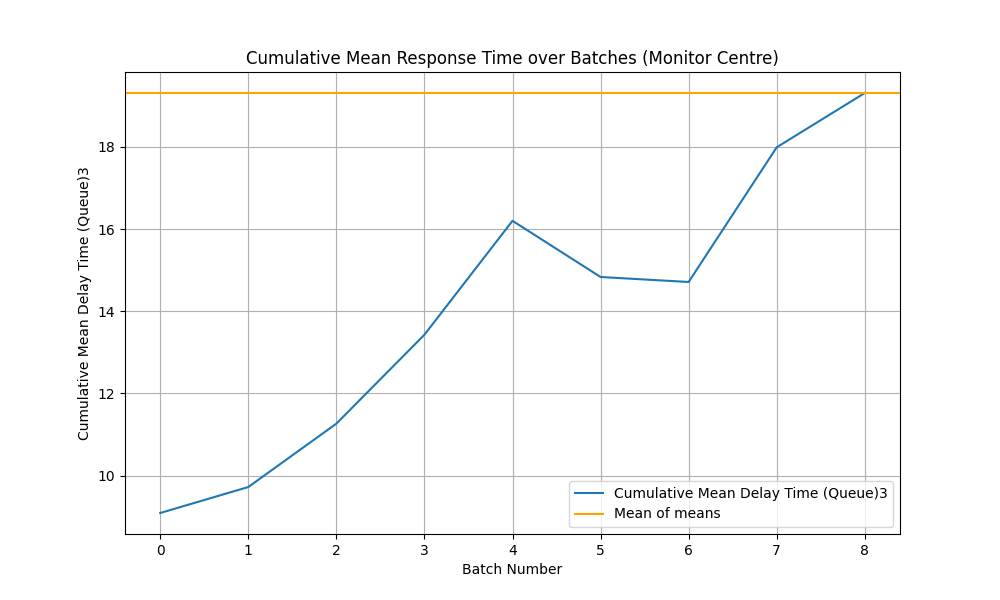 Cumulative Mean Response Time over Batches (Monitor Centre)
Cumulative Mean Delay Time (Queue)3
18
16
14
12
10
Cumulative Mean Delay Time (Queue)3
Mean of means
0 1 2 3 4 5 6 7 8
Batch Number